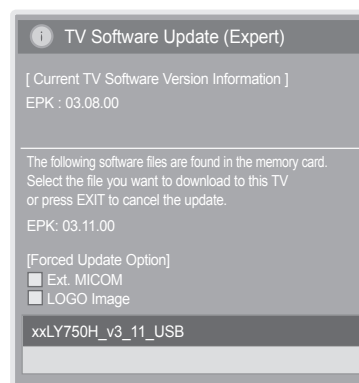 TV Software Update (Expert)
[ Current TV Software Version Information ]
EPK : 03.08.00
The following software files are found in the memory card.
Select the file you want to download to this TV
or press EXIT to cancel the update.
EPK: 03.11.00
[Forced Update Option]
Ext. MICOM
LOGO Image
xxLY750H_v3_11_USB